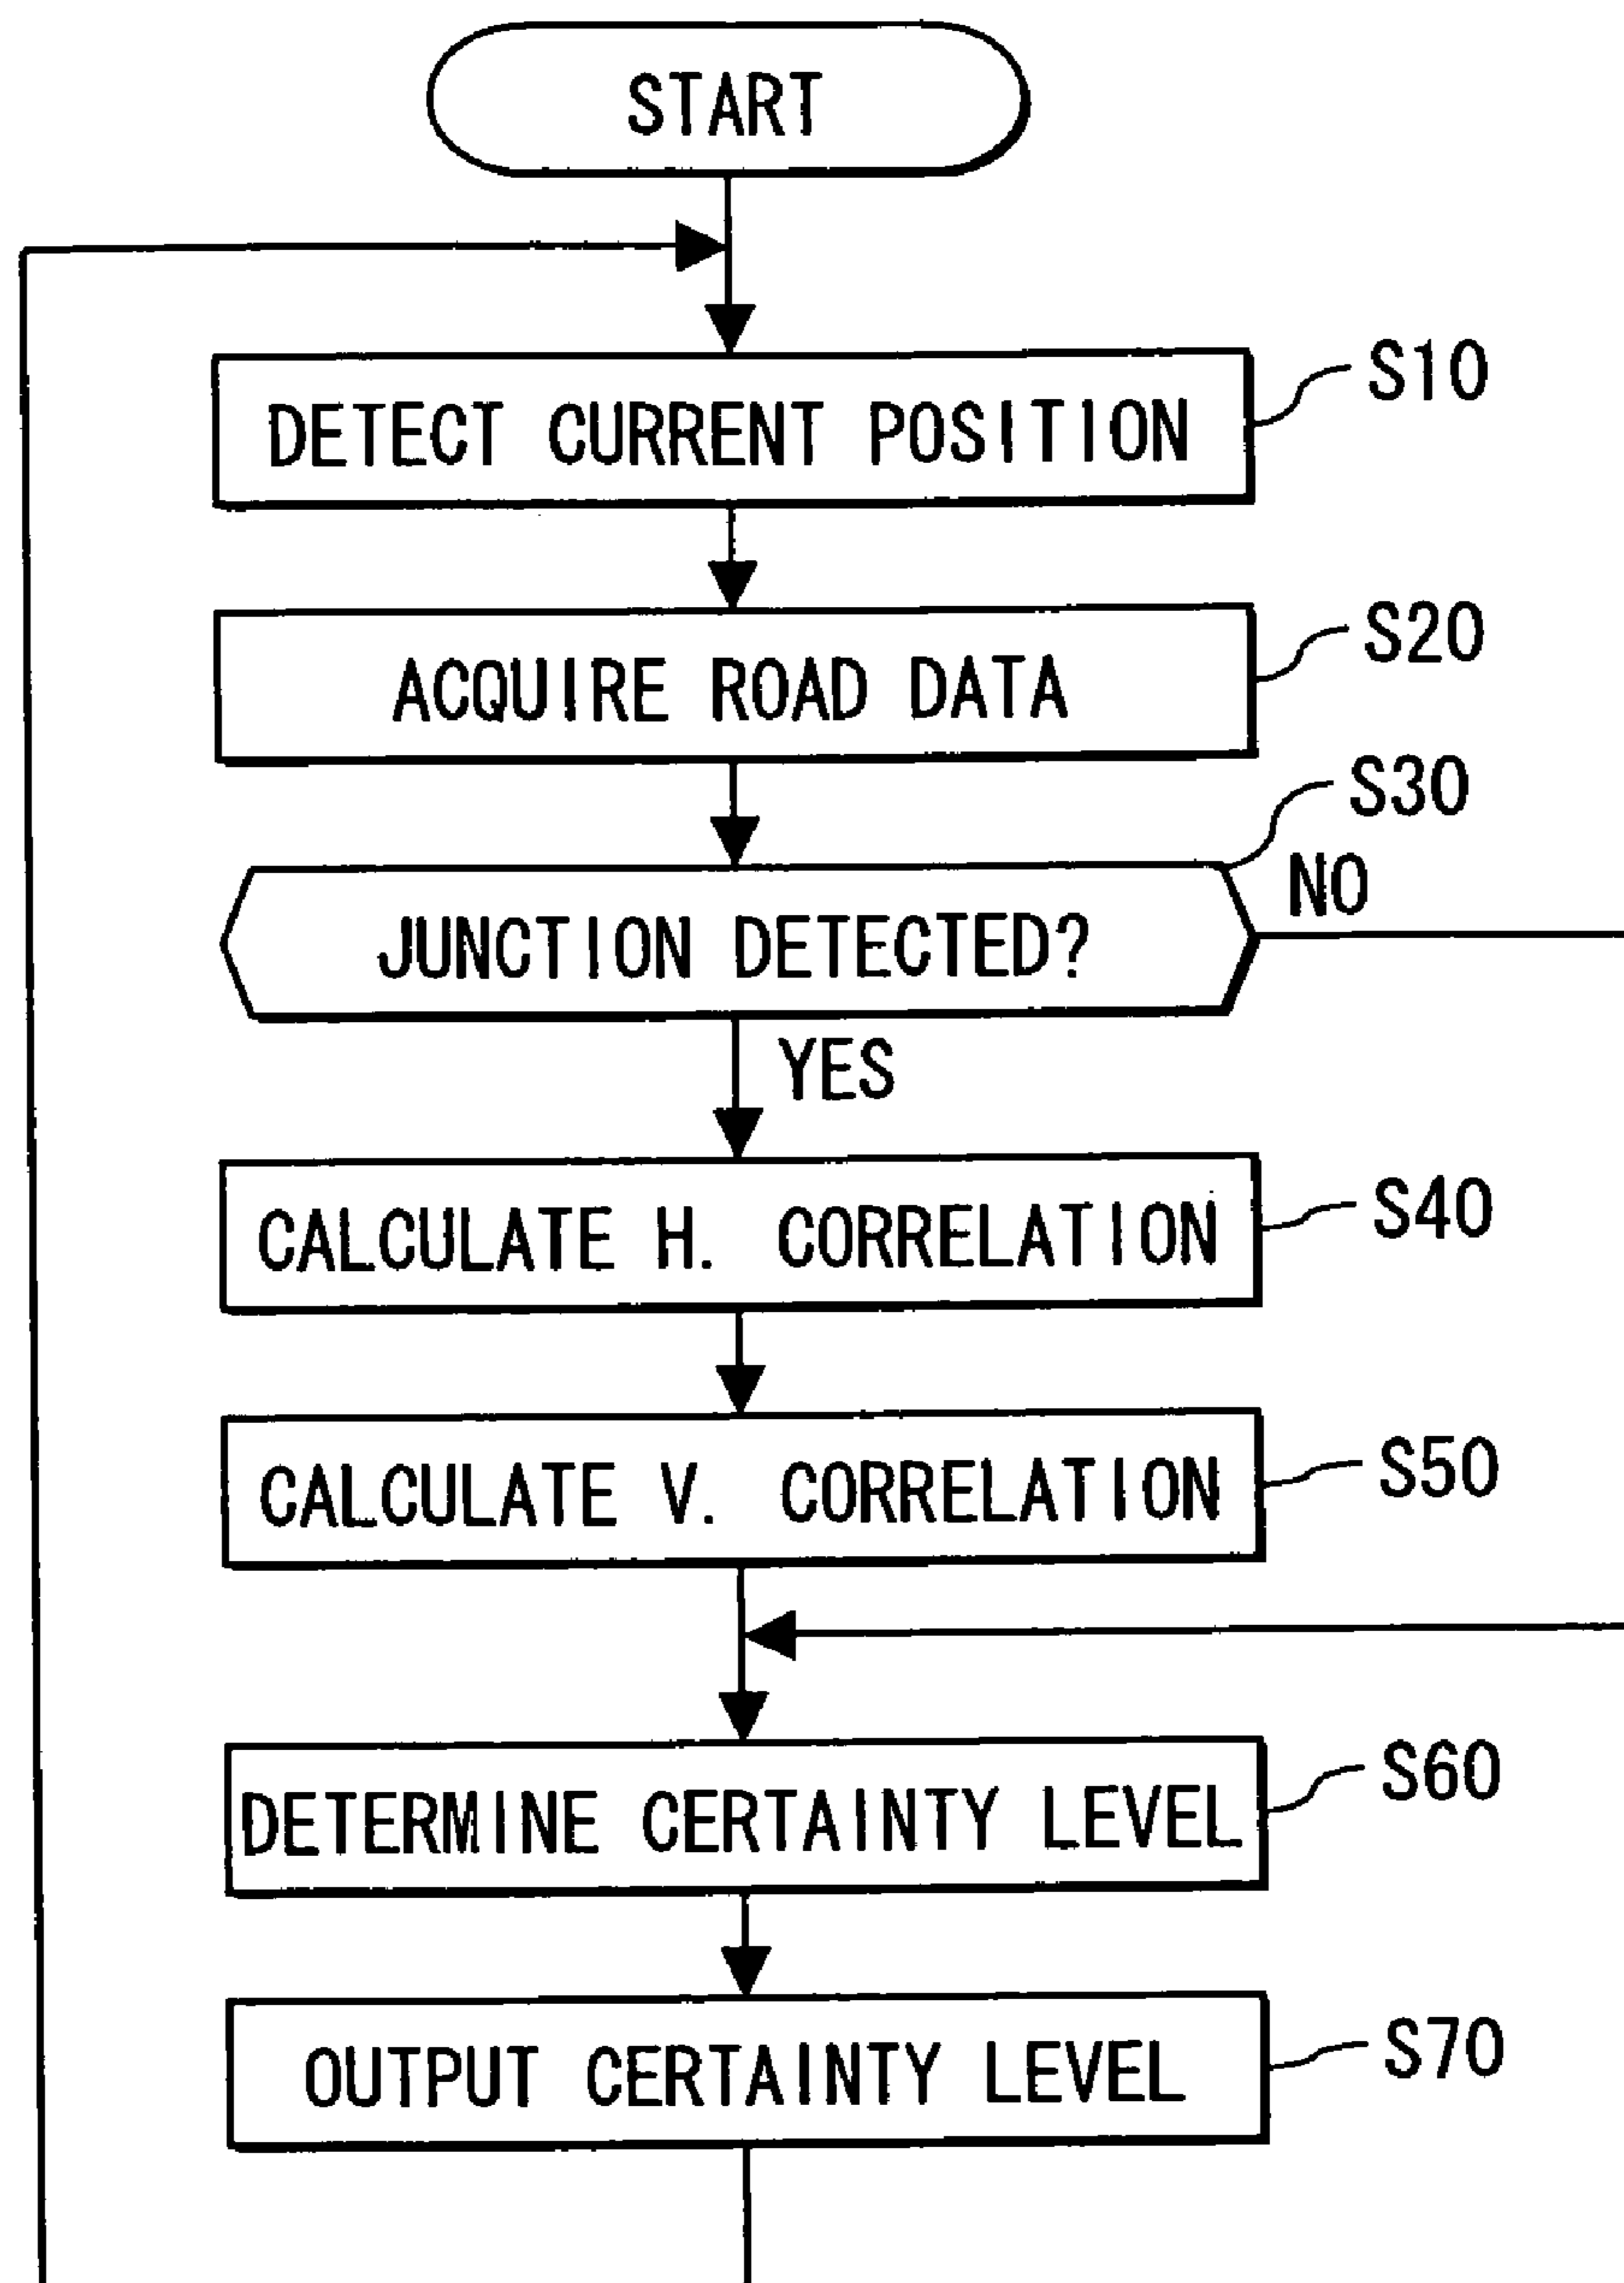 START
S10
DETECT CURRENT POSITION
S20
ACQUIRE ROAD DATA
S30
NO
JUNCTION DETECTED?
YES
S40
CALCULATE H. CORRELATION
S50
CALCULATE V. CORRELATION
S60
DETERMINE CERTAINTY LEVEL
S70
OUTPUT CERTAINTY LEVEL